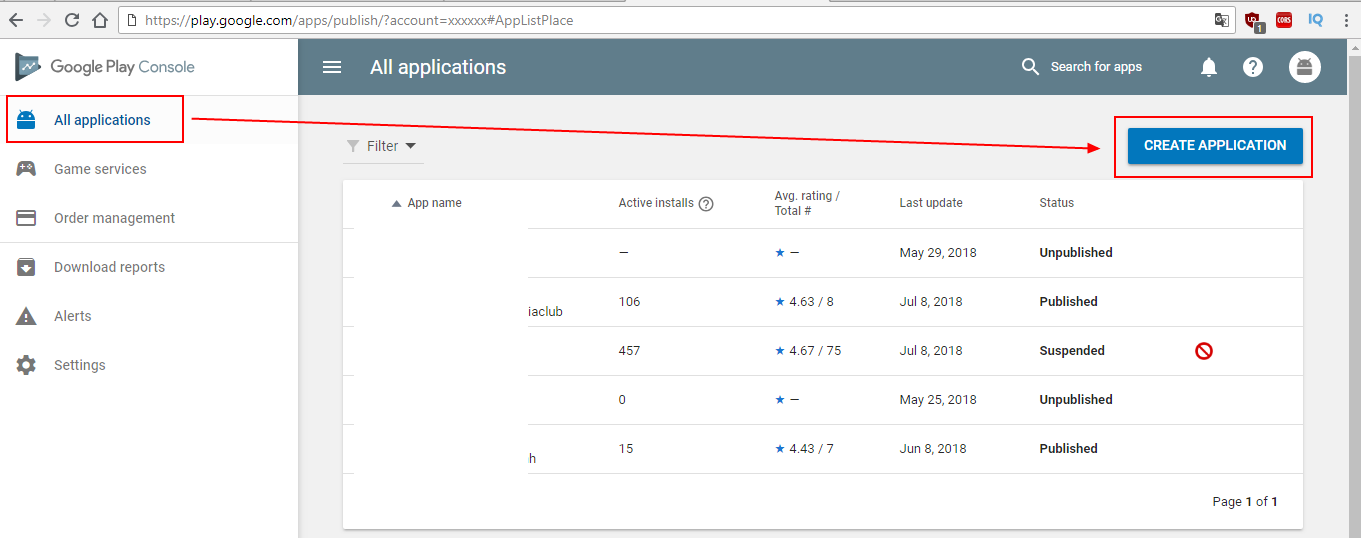 https://play.google.com/apps/publish/?account=xxxxxx#AppListPlace
1
CORS
IQ
Google Play Console
All applications
Search for apps
All applications
Game services
Order management
Download reports
Alerts
Settings
Filter
CREATE APPLICATION
App name
Active installs ?
Avg. rating /
Total #
Last update
Status
— ★ — May 29, 2018 Unpublished
106 ★ 4.63 / 8 Jul 8, 2018 Published
iaclub
457 ★ 4.67 / 75 Jul 8, 2018 Suspended
0 ★ — May 25, 2018 Unpublished
15 ★ 4.43 / 7 Jun 8, 2018 Published
h
Page 1 of 1